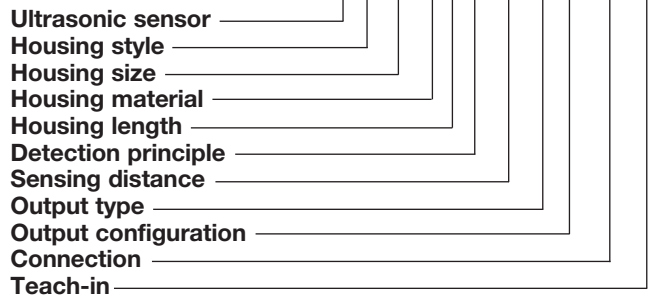 Ultrasonic sensor
Housing style
Housing size
Housing material
Housing length
Detection principle
Sensing distance
Output type
Output configuration
Connection
Teach-in